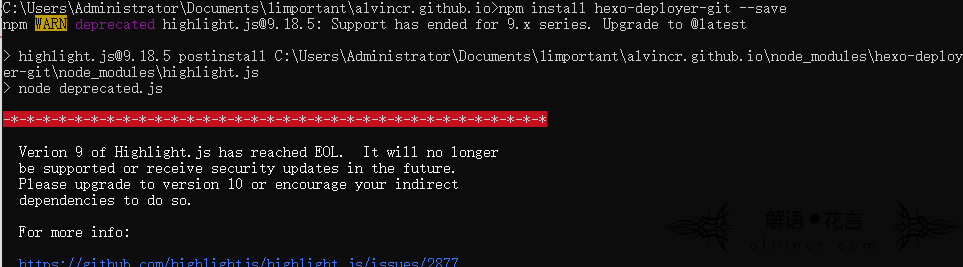 C:\Users\Administrator\Documents\limportant\alvincr.github.io>npm install hexo-deployer-git --save
npm WARN deprecated highlight.js@9.18.5: Support has ended for 9.x series. Upgrade to @latest
> highlight.js@9.18.5 postinstall C:\Users\Administrator\Documents\limportant\alvincr.github.io\node_modules\hexo-deploy
er-git\node_modules\highlight.js
> node deprecated.js
-*-*-*-*-*-*-*-*-*-*-*-*-*-*-*-*-*-*-*-*-*-*-*-*-*-*-*-*-*-*-*-*-*-*
Verion 9 of Highlight.js has reached EOL.  It will no longer
be supported or receive security updates in the future.
Please upgrade to version 10 or encourage your indirect
dependencies to do so.
For more info:
https://github.com/highlightjs/highlight.js/issues/2877
解语●花言
alvincr.com